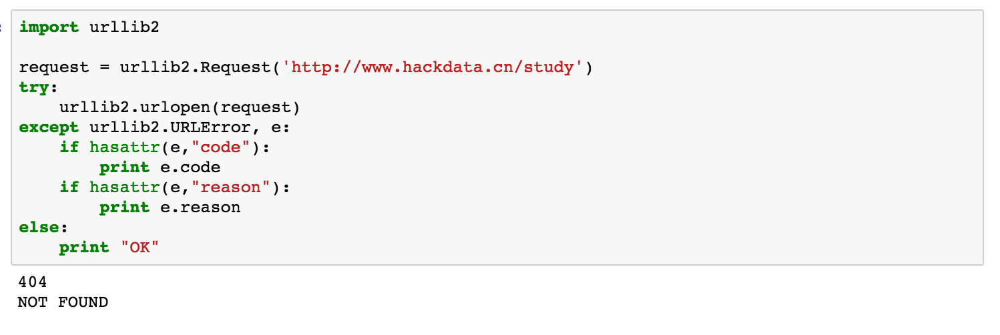 import urllib2
request = urllib2.Request('http://www.hackdata.cn/study')
try:
    urllib2.urlopen(request)
except urllib2.URLError, e:
    if hasattr(e,"code"):
        print e.code
    if hasattr(e,"reason"):
        print e.reason
else:
    print "OK"
404
NOT FOUND